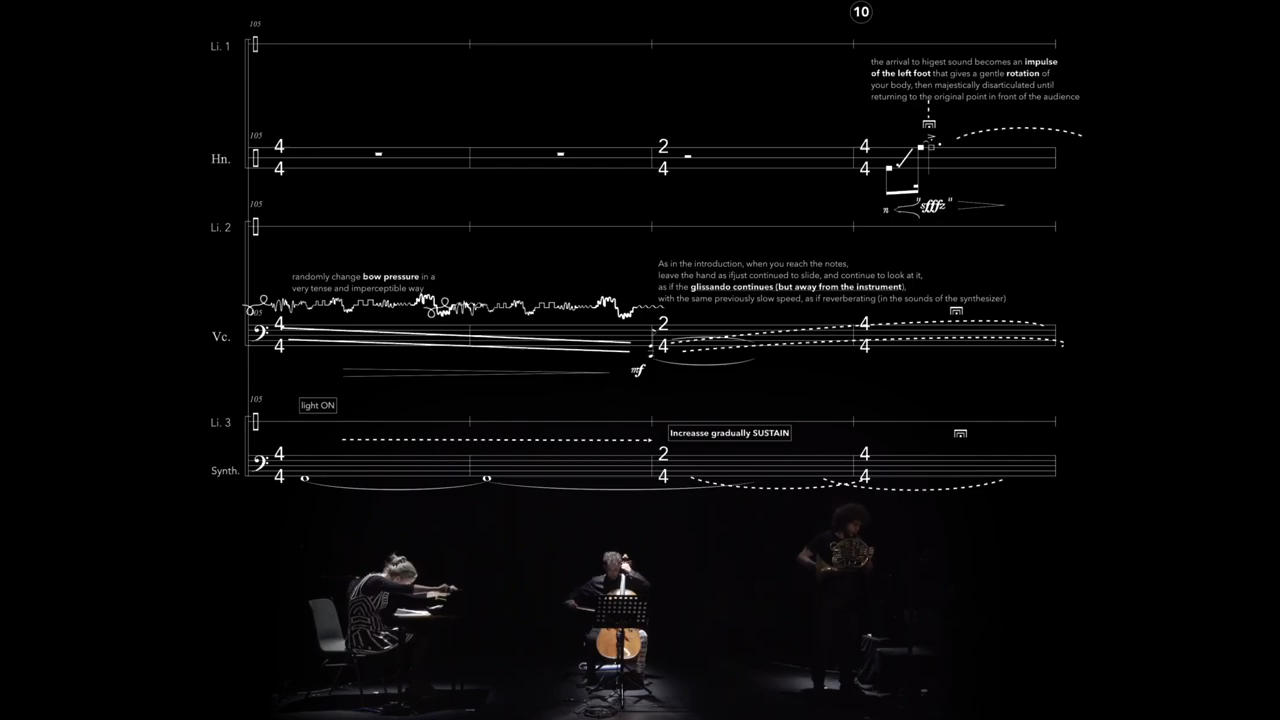 10
105
Li. 1
the arrival to higest sound becomes an impulse
of the left foot that gives a gentle rotation of
your body, then majestically disarticulated until
returning to the original point in front of the audience
105
Hn.
4 4
2 4
4 4
n "sfffz"
105
Li. 2
randomly change bow pressure in a
very tense and imperceptible way
As in the introduction, when you reach the notes,
leave the hand as ifjust continued to slide, and continue to look at it,
as if the glissando continues (but away from the instrument),
with the same previously slow speed, as if reverberating (in the sounds of the synthesizer)
105
Vc.
4 4
2 4
4 4
mf
105
light ON
Li. 3
Increasse gradually SUSTAIN
Synth.
4 4
2 4
4 4